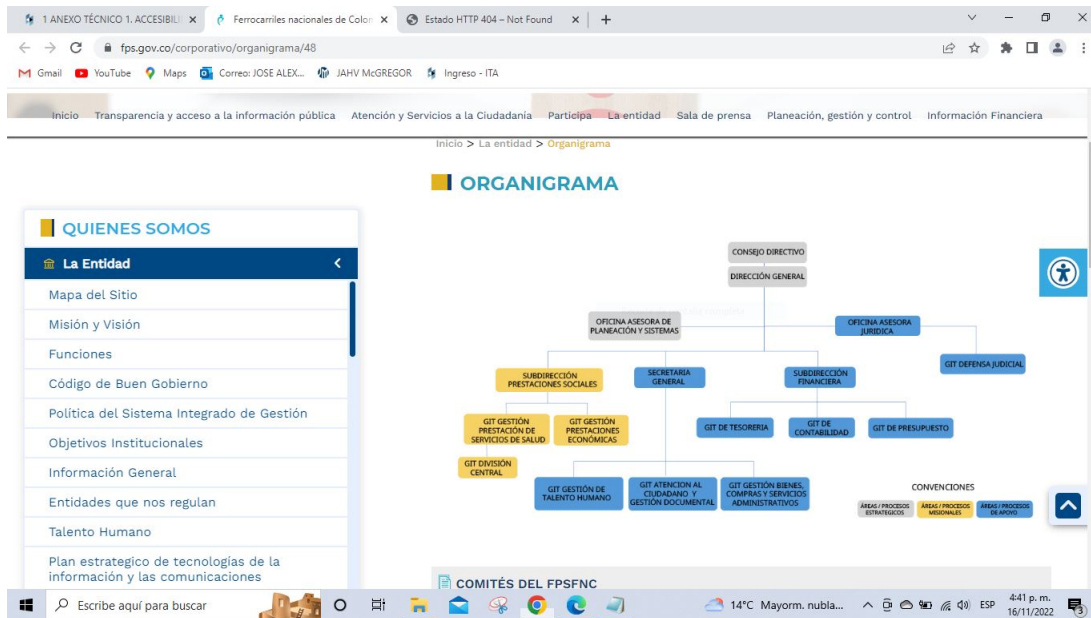 1 ANEXO TÉCNICO 1. ACCESIBILI
Ferrocarriles nacionales de Colom
Estado HTTP 404 – Not Found
fps.gov.co/corporativo/organigrama/48
Gmail
YouTube
Maps
Correo: JOSE ALEX...
JAHV McGREGOR
Ingreso - ITA
Inicio
Transparencia y acceso a la información pública
Atención y Servicios a la Ciudadanía
Participa
La entidad
Sala de prensa
Planeación, gestión y control
Información Financiera
Inicio > La entidad > Organigrama
ORGANIGRAMA
QUIENES SOMOS
La Entidad
Mapa del Sitio
Misión y Visión
Funciones
Código de Buen Gobierno
Política del Sistema Integrado de Gestión
Objetivos Institucionales
Información General
Entidades que nos regulan
Talento Humano
Plan estrategico de tecnologías de la
información y las comunicaciones
CONSEJO DIRECTIVO
DIRECCIÓN GENERAL
OFICINA ASESORA DE
PLANEACIÓN Y SISTEMAS
OFICINA ASESORA
JURIDICA
GIT DEFENSA JUDICIAL
SUBDIRECCIÓN
PRESTACIONES SOCIALES
SECRETARIA
GENERAL
SUBDIRECCIÓN
FINANCIERA
GIT GESTIÓN
PRESTACIÓN DE
SERVICIOS DE SALUD
GIT GESTIÓN
PRESTACIONES
ECONÓMICAS
GIT DE TESORERIA
GIT DE
CONTABILIDAD
GIT DE PRESUPUESTO
GIT DIVISIÓN
CENTRAL
GIT GESTIÓN DE
TALENTO HUMANO
GIT ATENCION AL
CIUDADANO Y
GESTIÓN DOCUMENTAL
GIT GESTIÓN BIENES,
COMPRAS Y SERVICIOS
ADMINISTRATIVOS
CONVENCIONES
ÁREAS / PROCESOS
ESTRATEGICOS
ÁREAS / PROCESOS
MISIONALES
ÁREAS / PROCESOS
DE APOYO
COMITÉS DEL FPSFNC
Escribe aquí para buscar
14°C Mayorm. nubla...
ESP
4:41 p. m.
16/11/2022
3